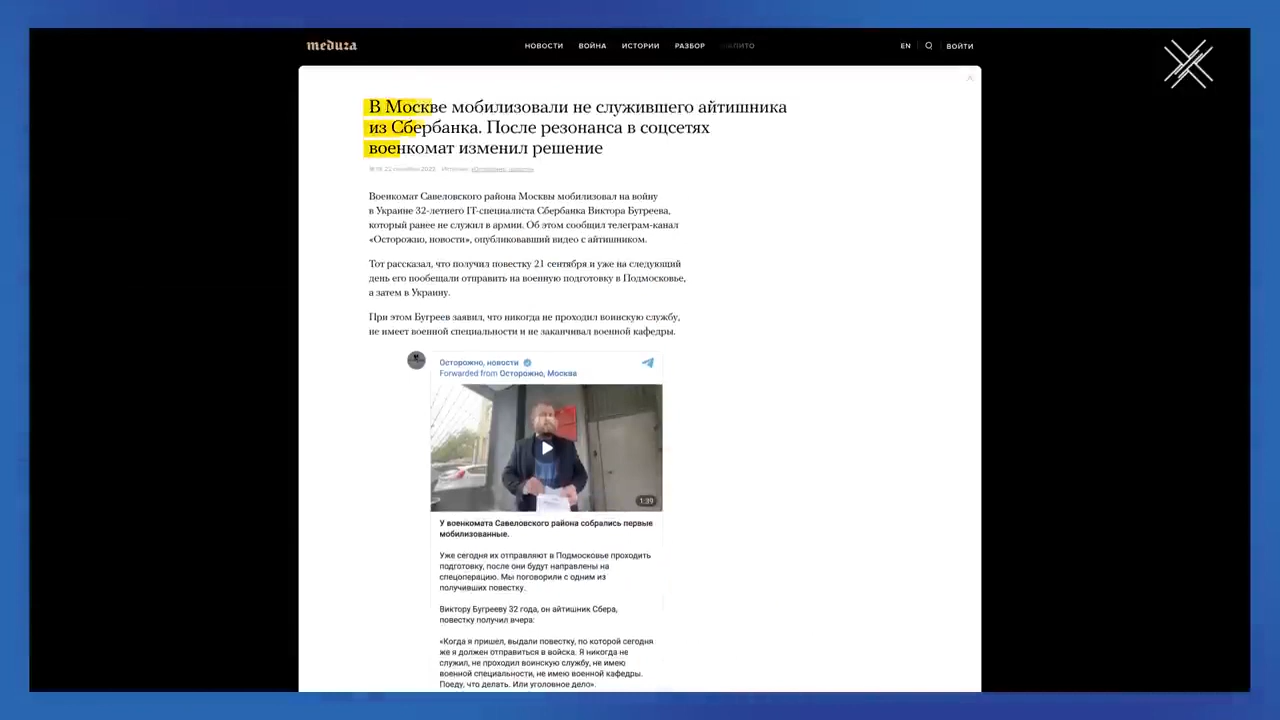 meduza
НОВОСТИ ВОЙНА ИСТОРИИ РАЗБОР
EN ВОЙТИ
В Москве мобилизовали не служившего айтишника
из Сбербанка. После резонанса в соцсетях
военкомат изменил решение
Источник: «Осторожно, новости»
Военкомат Савеловского района Москвы мобилизовал на войну
в Украине 32-летнего IT-специалиста Сбербанка Виктора Бугреева,
который ранее не служил в армии. Об этом сообщил телеграм-канал
«Осторожно, новости», опубликовавший видео с айтишником.
Тот рассказал, что получил повестку 21 сентября и уже на следующий
день его пообещали отправить на военную подготовку в Подмосковье,
а затем в Украину.
При этом Бугреев заявил, что никогда не проходил воинскую службу,
не имеет военной специальности и не заканчивал военной кафедры.
Осторожно, новости
Forwarded from Осторожно, Москва
1:39
У военкомата Савеловского района собрались первые
мобилизованные.
Уже сегодня их отправляют в Подмосковье проходить
подготовку, после они будут направлены на
спецоперацию. Мы поговорили с одним из
получивших повестку.
Виктору Бугрееву 32 года, он айтишник Сбера,
повестку получил вчера:
«Когда я пришел, выдали повестку, по которой сегодня
же я должен отправиться в войска. Я никогда не
служил, не проходил воинскую службу, не имею
военной специальности, не имею военной кафедры.
Поеду, что делать. Или уголовное дело».